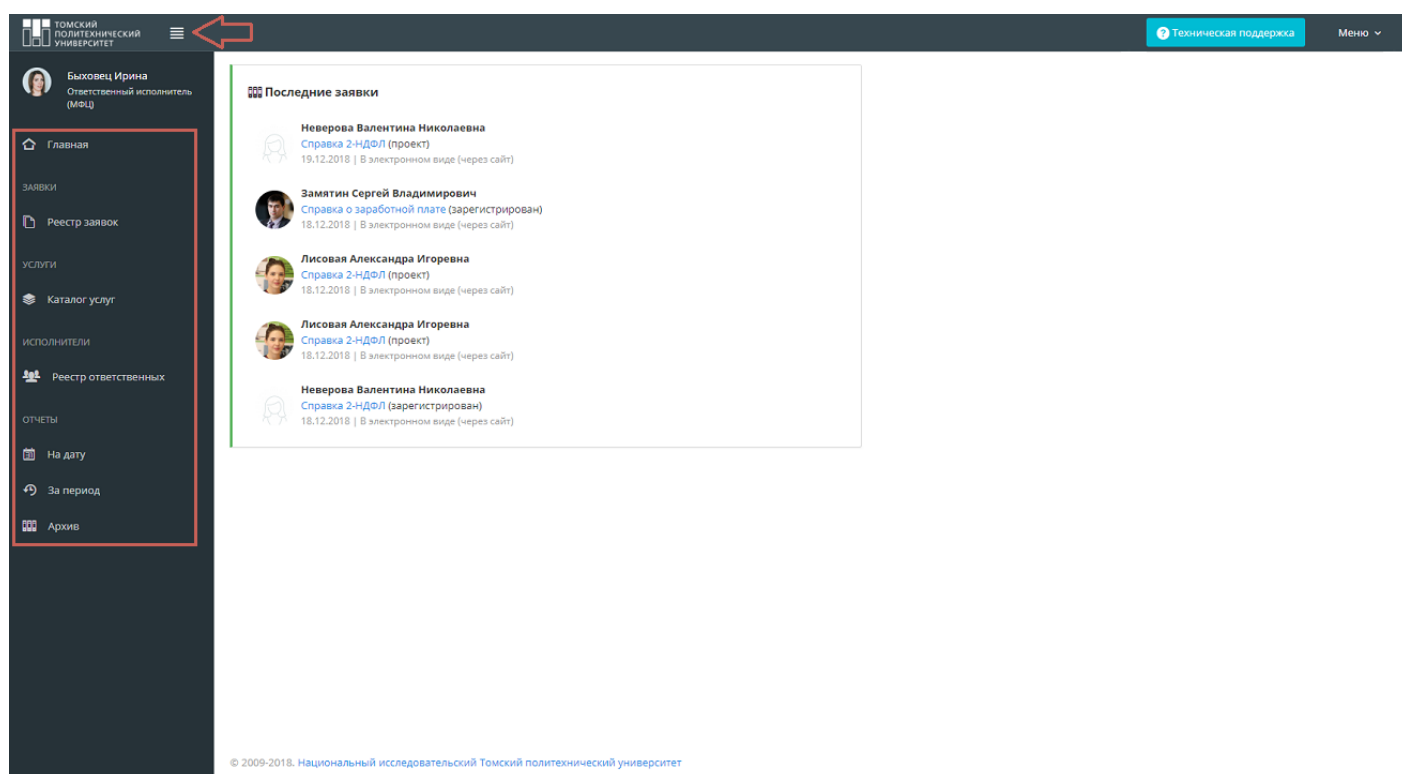 ТОМСКИЙ
ПОЛИТЕХНИЧЕСКИЙ
УНИВЕРСИТЕТ
Техническая поддержка
Меню
Быховец Ирина
Ответственный исполнитель
(МФЦ)
Главная
ЗАЯВКИ
Реестр заявок
УСЛУГИ
Каталог услуг
ИСПОЛНИТЕЛИ
Реестр ответственных
ОТЧЕТЫ
На дату
За период
Архив
Последние заявки
Неверова Валентина Николаевна
Справка 2-НДФЛ (проект)
19.12.2018 | В электронном виде (через сайт)
Замятин Сергей Владимирович
Справка о заработной плате (зарегистрирован)
18.12.2018 | В электронном виде (через сайт)
Лисовая Александра Игоревна
Справка 2-НДФЛ (проект)
18.12.2018 | В электронном виде (через сайт)
Лисовая Александра Игоревна
Справка 2-НДФЛ (проект)
18.12.2018 | В электронном виде (через сайт)
Неверова Валентина Николаевна
Справка 2-НДФЛ (зарегистрирован)
18.12.2018 | В электронном виде (через сайт)
© 2009-2018. Национальный исследовательский Томский политехнический университет